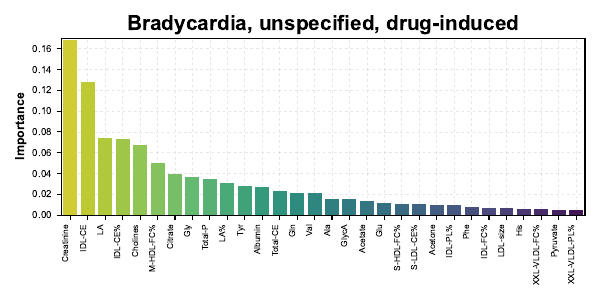 Bradycardia, unspecified, drug-induced
Importance
0.16
0.14
0.12
0.10
0.08
0.06
0.04
0.02
0.00
Creatinine
IDL-CE
LA
IDL-CE%
Cholines
M-HDL-FC%
Citrate
Gly
Total-P
LA%
Tyr
Albumin
Total-CE
Gln
Val
Ala
GlycA
Acetate
Glu
S-HDL-FC%
S-LDL-CE%
Acetone
IDL-PL%
Phe
IDL-FC%
LDL-size
His
XXL-VLDL-FC%
Pyruvate
XXL-VLDL-PL%